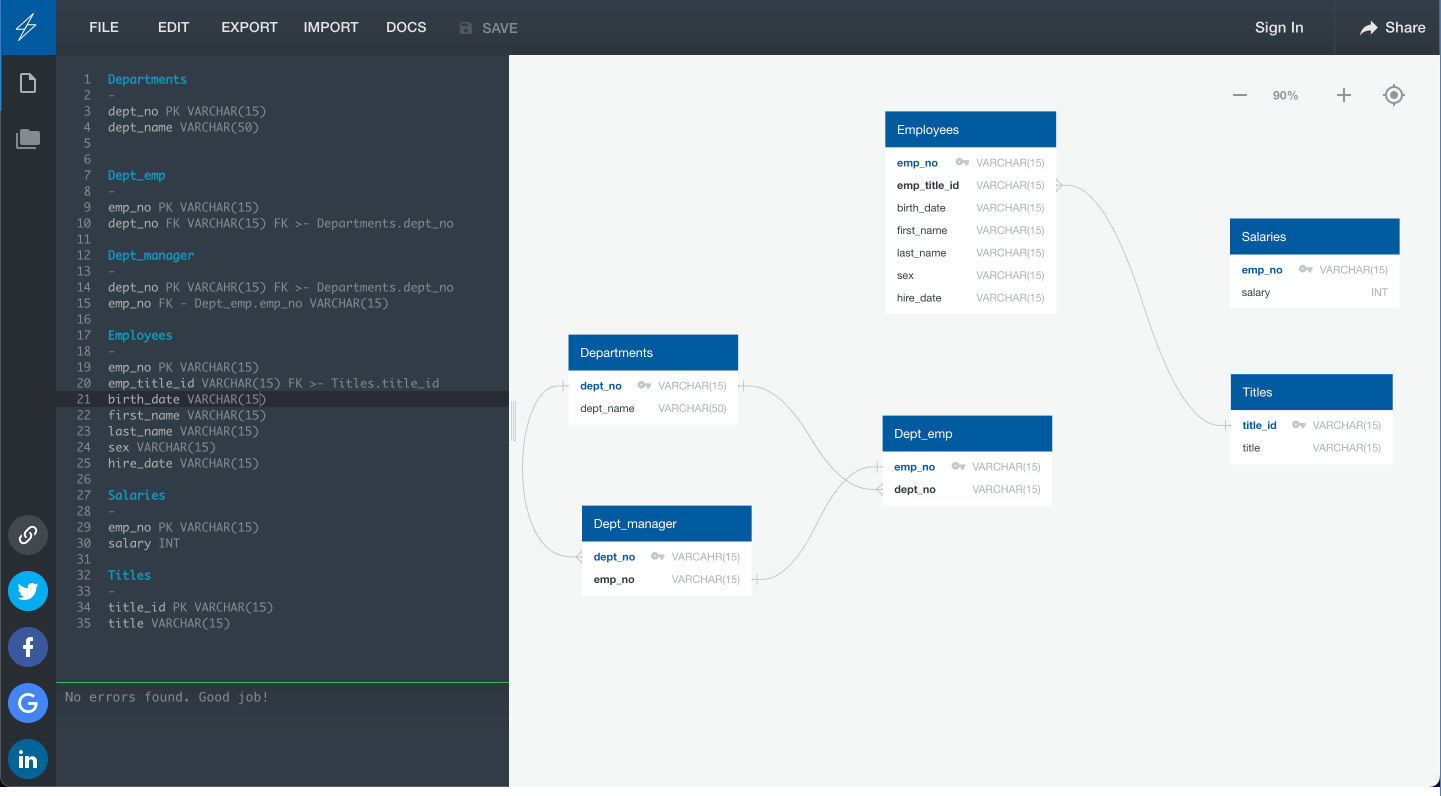 FILE EDIT EXPORT IMPORT DOCS SAVE Sign In Share
1 Departments
2 -
3 dept_no PK VARCHAR(15)
4 dept_name VARCHAR(50)
5
6
7 Dept_emp
8 -
9 emp_no PK VARCHAR(15)
10 dept_no FK VARCHAR(15) FK >- Departments.dept_no
11
12 Dept_manager
13 -
14 dept_no PK VARCAHR(15) FK >- Departments.dept_no
15 emp_no FK - Dept_emp.emp_no VARCHAR(15)
16
17 Employees
18 -
19 emp_no PK VARCHAR(15)
20 emp_title_id VARCHAR(15) FK >- Titles.title_id
21 birth_date VARCHAR(15)
22 first_name VARCHAR(15)
23 last_name VARCHAR(15)
24 sex VARCHAR(15)
25 hire_date VARCHAR(15)
26
27 Salaries
28 -
29 emp_no PK VARCHAR(15)
30 salary INT
31
32 Titles
33 -
34 title_id PK VARCHAR(15)
35 title VARCHAR(15)
No errors found. Good job!
90%
Employees
emp_no VARCHAR(15)
emp_title_id VARCHAR(15)
birth_date VARCHAR(15)
first_name VARCHAR(15)
last_name VARCHAR(15)
sex VARCHAR(15)
hire_date VARCHAR(15)
Salaries
emp_no VARCHAR(15)
salary INT
Departments
dept_no VARCHAR(15)
dept_name VARCHAR(50)
Titles
title_id VARCHAR(15)
title VARCHAR(15)
Dept_emp
emp_no VARCHAR(15)
dept_no VARCHAR(15)
Dept_manager
dept_no VARCAHR(15)
emp_no VARCHAR(15)
f
G
in